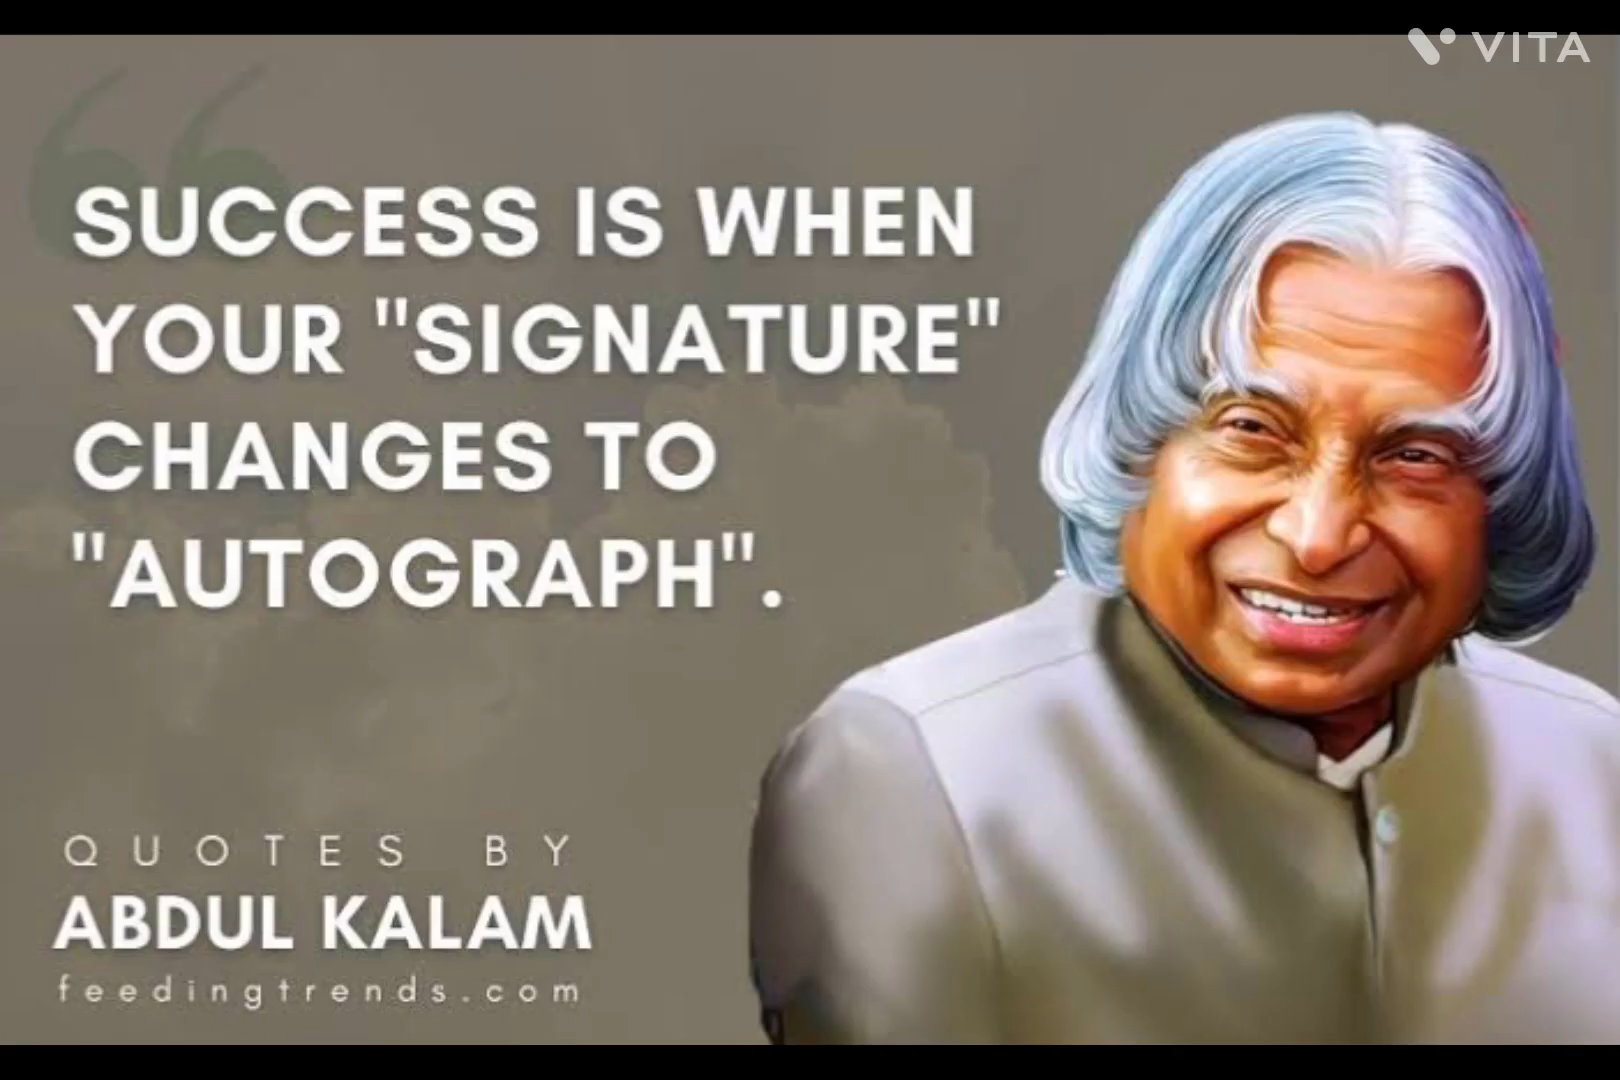 VITA
SUCCESS IS WHEN
YOUR "SIGNATURE"
CHANGES TO
"AUTOGRAPH".
QUOTES BY
ABDUL KALAM
feedingtrends.com